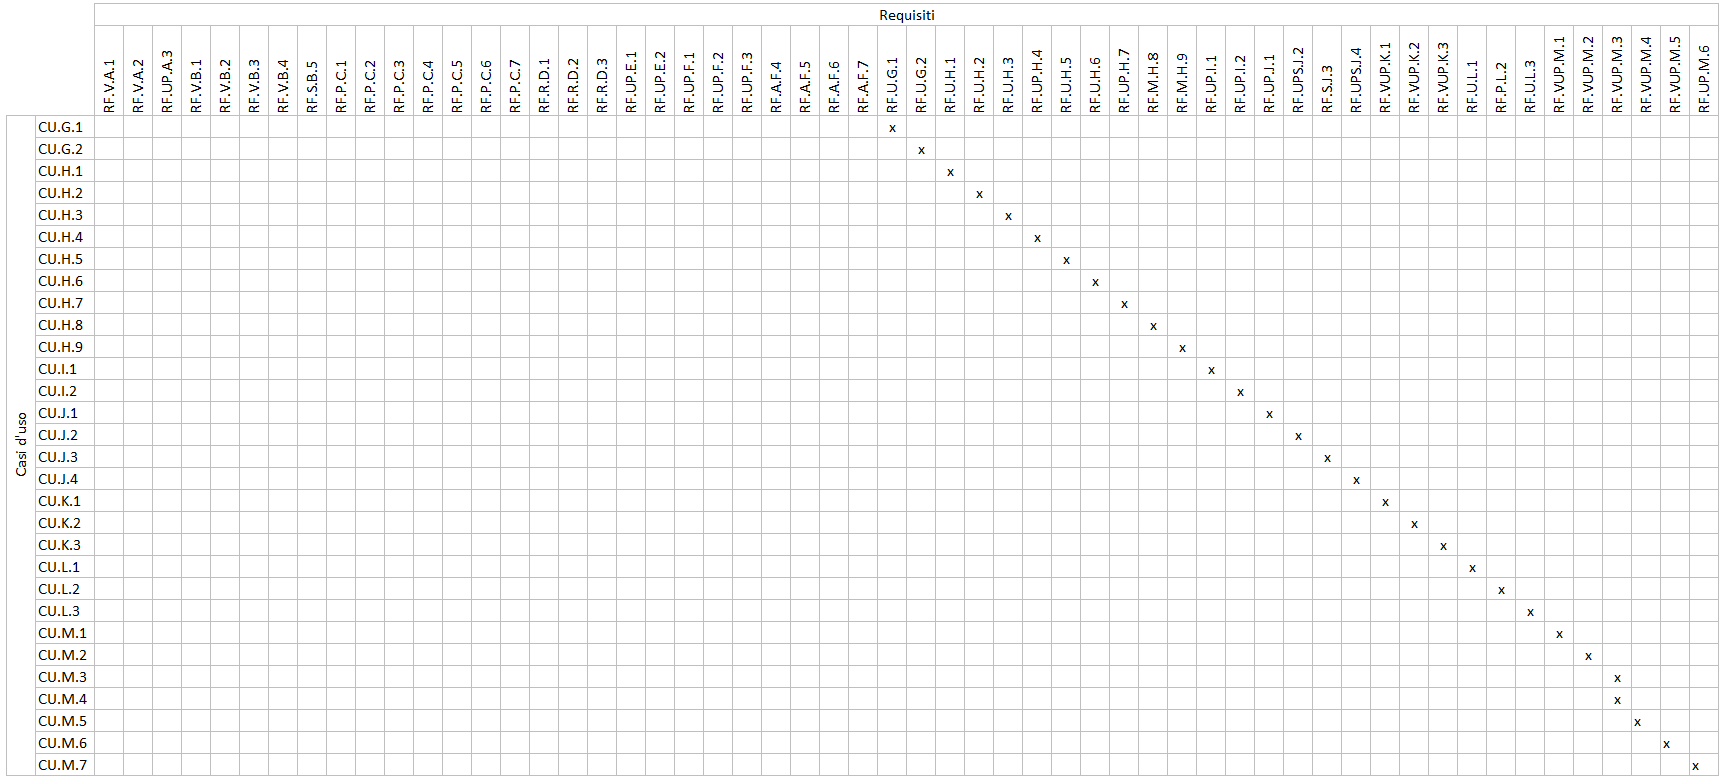 Requisiti
RF.V.A.1 RF.V.A.2 RF.UP.A.3 RF.V.B.1 RF.V.B.2 RF.V.B.3 RF.V.B.4 RF.S.B.5 RF.P.C.1 RF.P.C.2 RF.P.C.3 RF.P.C.4 RF.P.C.5 RF.P.C.6 RF.P.C.7 RF.R.D.1 RF.R.D.2 RF.R.D.3 RF.UP.E.1 RF.UP.E.2 RF.UP.F.1 RF.UP.F.2 RF.UP.F.3 RF.A.F.4 RF.A.F.5 RF.A.F.6 RF.A.F.7 RF.U.G.1 RF.U.G.2 RF.U.H.1 RF.U.H.2 RF.U.H.3 RF.UP.H.4 RF.U.H.5 RF.U.H.6 RF.UP.H.7 RF.M.H.8 RF.M.H.9 RF.UP.I.1 RF.UP.I.2 RF.UP.J.1 RF.UPS.J.2 RF.S.J.3 RF.UPS.J.4 RF.VUP.K.1 RF.VUP.K.2 RF.VUP.K.3 RF.U.L.1 RF.P.L.2 RF.U.L.3 RF.VUP.M.1 RF.VUP.M.2 RF.VUP.M.3 RF.VUP.M.4 RF.VUP.M.5 RF.UP.M.6
Casi d'uso
CU.G.1 x
CU.G.2 x
CU.H.1 x
CU.H.2 x
CU.H.3 x
CU.H.4 x
CU.H.5 x
CU.H.6 x
CU.H.7 x
CU.H.8 x
CU.H.9 x
CU.I.1 x
CU.I.2 x
CU.J.1 x
CU.J.2 x
CU.J.3 x
CU.J.4 x
CU.K.1 x
CU.K.2 x
CU.K.3 x
CU.L.1 x
CU.L.2 x
CU.L.3 x
CU.M.1 x
CU.M.2 x
CU.M.3 x
CU.M.4 x
CU.M.5 x
CU.M.6 x
CU.M.7 x